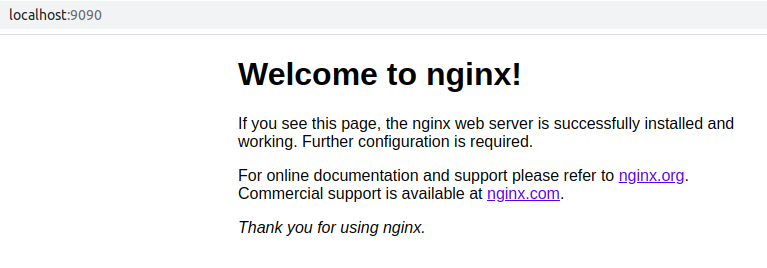 localhost:9090
Welcome to nginx!
If you see this page, the nginx web server is successfully installed and
working. Further configuration is required.
For online documentation and support please refer to nginx.org.
Commercial support is available at nginx.com.
Thank you for using nginx.